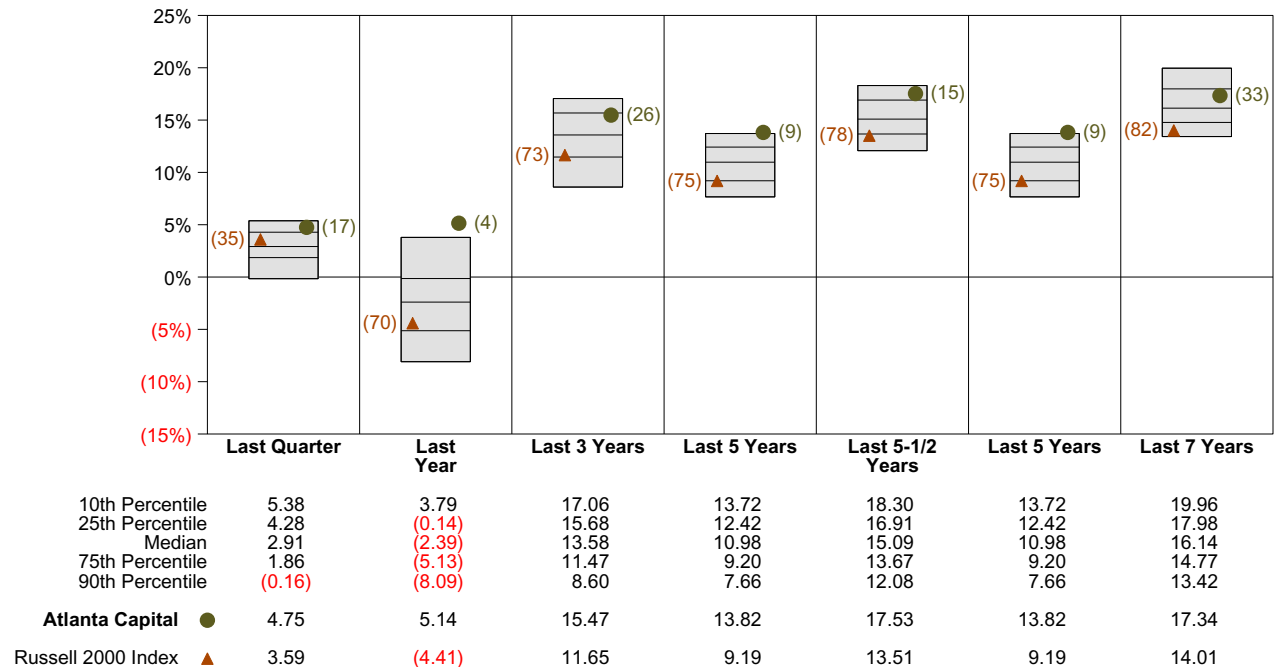 25%
20%
15%
10%
5%
0%
(5%)
(10%)
(15%)
(35) (17)
(70) (4)
(73) (26)
(75) (9)
(78) (15)
(75) (9)
(82) (33)
Last Quarter Last Year Last 3 Years Last 5 Years Last 5-1/2 Years Last 5 Years Last 7 Years
10th Percentile 5.38 3.79 17.06 13.72 18.30 13.72 19.96
25th Percentile 4.28 (0.14) 15.68 12.42 16.91 12.42 17.98
Median 2.91 (2.39) 13.58 10.98 15.09 10.98 16.14
75th Percentile 1.86 (5.13) 11.47 9.20 13.67 9.20 14.77
90th Percentile (0.16) (8.09) 8.60 7.66 12.08 7.66 13.42
Atlanta Capital 4.75 5.14 15.47 13.82 17.53 13.82 17.34
Russell 2000 Index 3.59 (4.41) 11.65 9.19 13.51 9.19 14.01